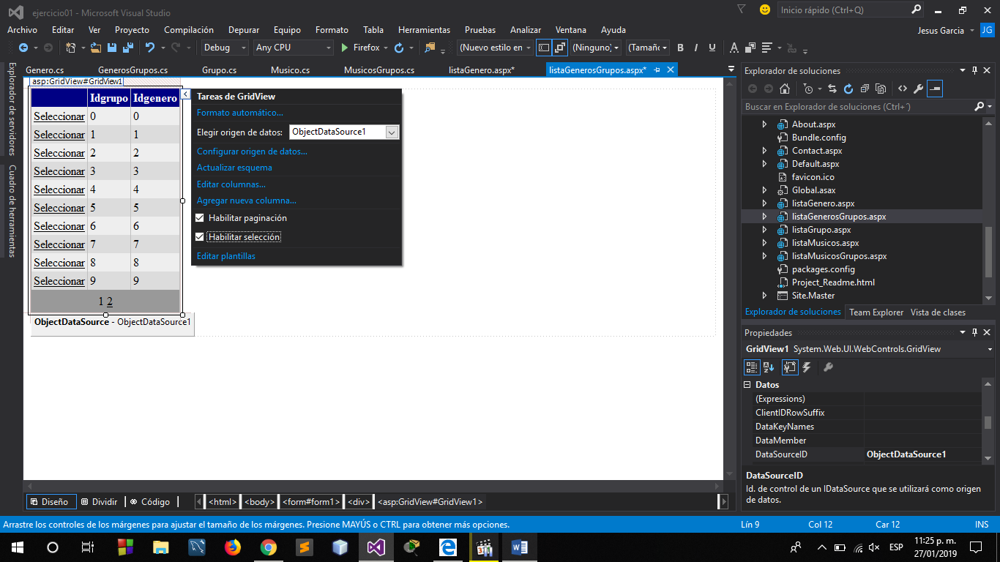 ejercicio01 - Microsoft Visual Studio
Inicio rápido (Ctrl+Q)
Archivo Editar Ver Proyecto Compilación Depurar Equipo Formato Tabla Herramientas Pruebas Analizar Ventana Ayuda
Jesus Garcia JG
Debug Any CPU Firefox (Nuevo estilo en (Ninguno) (Tamaño
Genero.cs GenerosGrupos.cs Grupo.cs Musico.cs MusicosGrupos.cs listaGenero.aspx* listaGenerosGrupos.aspx*
Explorador de servidores
Cuadro de herramientas
asp:GridView#GridView1
Idgrupo Idgenero
Seleccionar 0 0
Seleccionar 1 1
Seleccionar 2 2
Seleccionar 3 3
Seleccionar 4 4
Seleccionar 5 5
Seleccionar 6 6
Seleccionar 7 7
Seleccionar 8 8
Seleccionar 9 9
1 2
ObjectDataSource - ObjectDataSource1
Tareas de GridView
Formato automático...
Elegir origen de datos: ObjectDataSource1
Configurar origen de datos...
Actualizar esquema
Editar columnas...
Agregar nueva columna...
Habilitar paginación
Habilitar selección
Editar plantillas
Explorador de soluciones
Buscar en Explorador de soluciones (Ctrl+´)
About.aspx
Bundle.config
Contact.aspx
Default.aspx
favicon.ico
Global.asax
listaGenero.aspx
listaGenerosGrupos.aspx
listaGrupo.aspx
listaMusicos.aspx
listaMusicosGrupos.aspx
packages.config
Project_Readme.html
Site.Master
Explorador de soluciones Team Explorer Vista de clases
Propiedades
GridView1 System.Web.UI.WebControls.GridView
Datos
(Expressions)
ClientIDRowSuffix
DataKeyNames
DataMember
DataSourceID ObjectDataSource1
DataSourceID
Id. de control de un IDataSource que se utilizará como origen
de datos.
Diseño Dividir Código <html> <body> <form#form1> <div> <asp:GridView#GridView1>
Arrastre los controles de los márgenes para ajustar el tamaño de los márgenes. Presione MAYÚS o CTRL para obtener más opciones.
Lín 9 Col 12 Car 12 INS
ESP
11:25 p. m.
27/01/2019